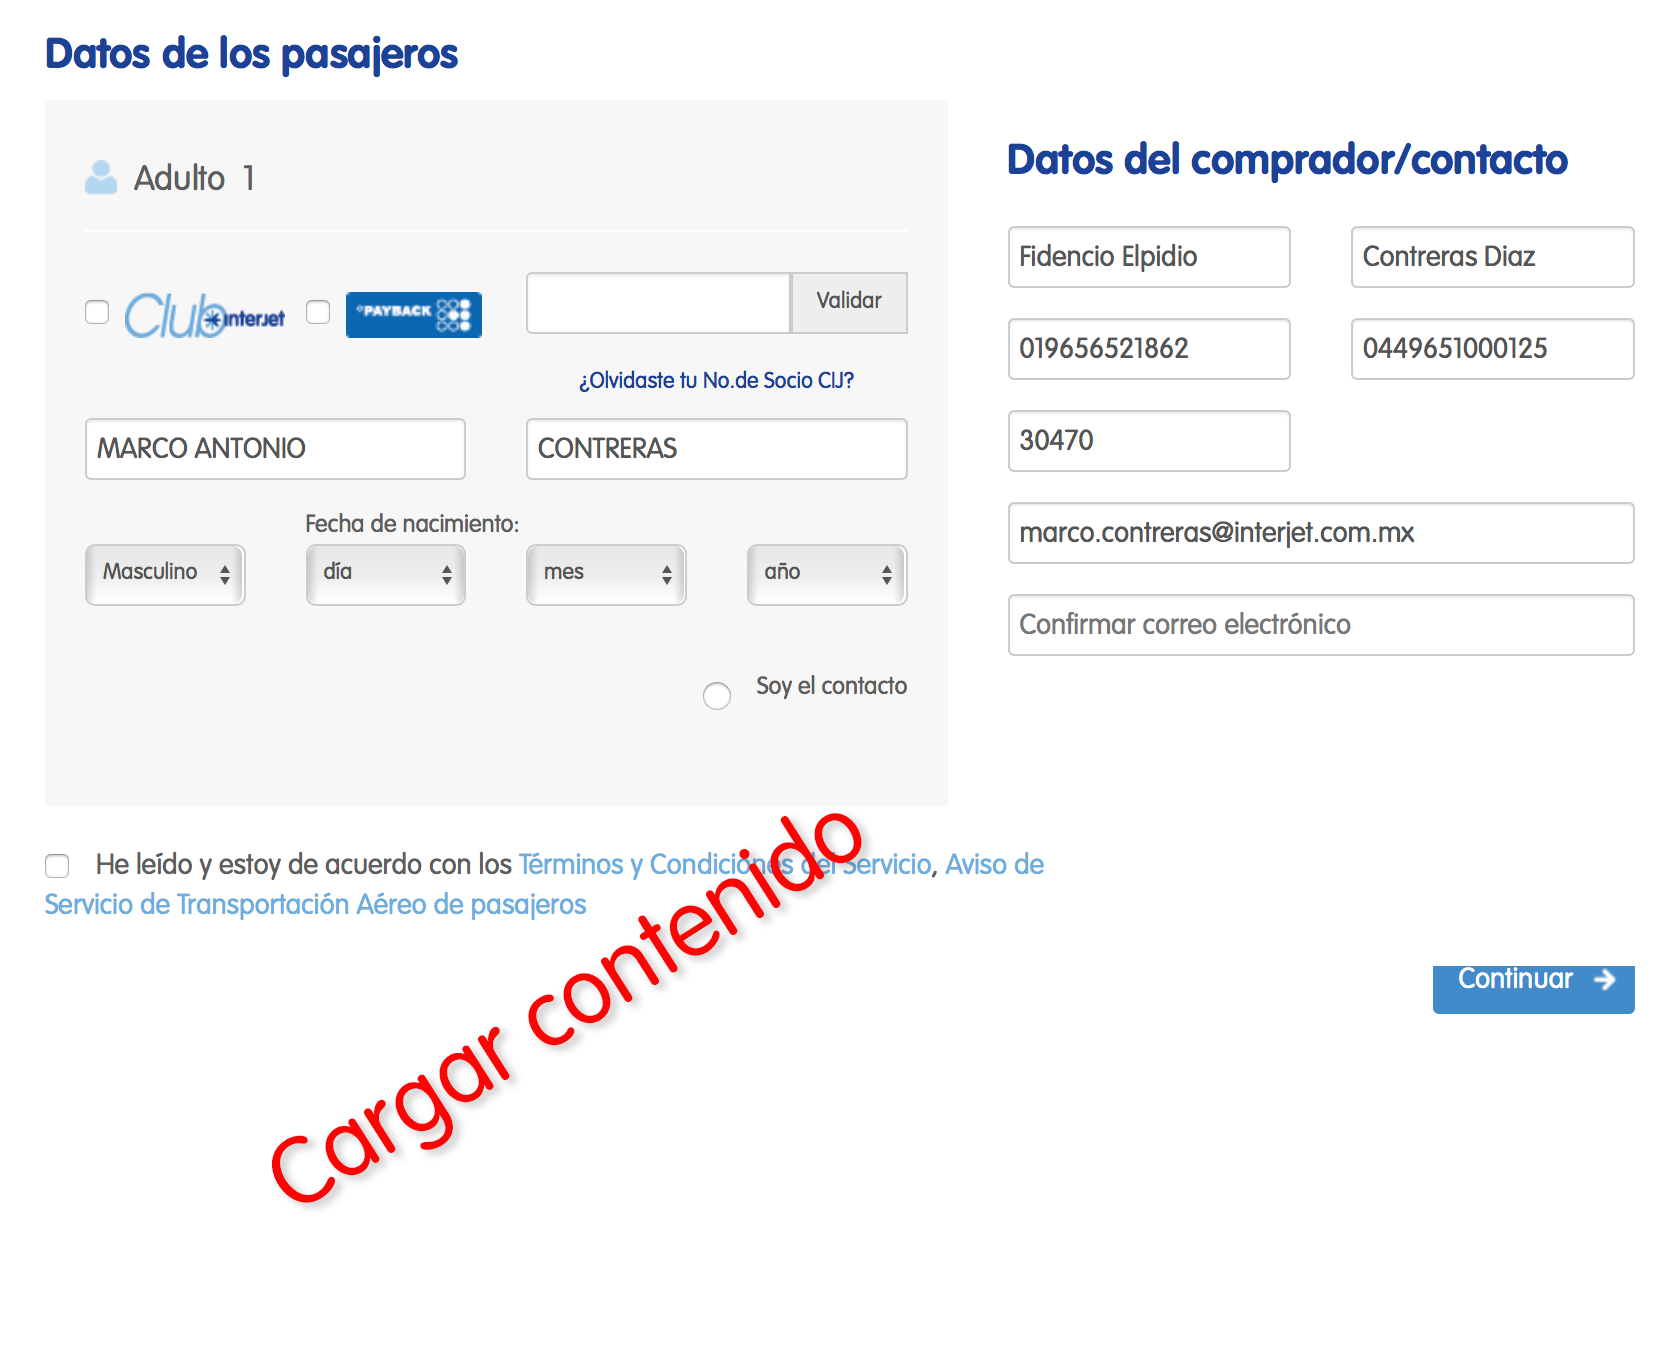 Datos de los pasajeros
Adulto 1
Club interjet
PAYBACK
Validar
¿Olvidaste tu No.de Socio CIJ?
MARCO ANTONIO
CONTRERAS
Fecha de nacimiento:
Masculino
día
mes
año
Soy el contacto
Datos del comprador/contacto
Fidencio Elpidio
Contreras Diaz
019656521862
0449651000125
30470
marco.contreras@interjet.com.mx
Confirmar correo electrónico
He leído y estoy de acuerdo con los Términos y Condiciones del Servicio, Aviso de
Servicio de Transportación Aéreo de pasajeros
Continuar
Cargar contenido